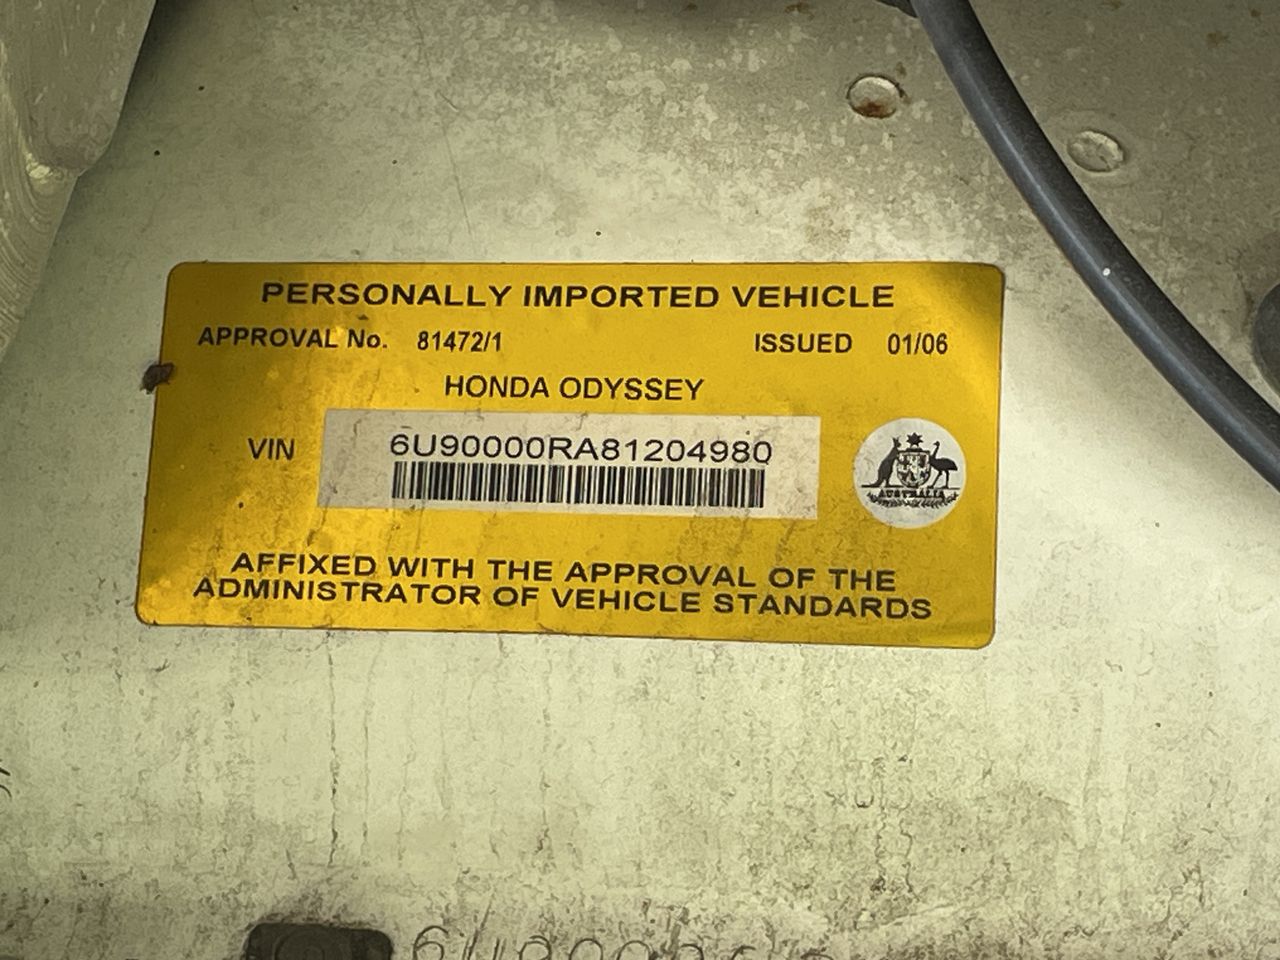 PERSONALLY IMPORTED VEHICLE
APPROVAL No. 81472/1 ISSUED 01/06
HONDA ODYSSEY
VIN 6U90000RA81204980
AUSTRALIA
AFFIXED WITH THE APPROVAL OF THE
ADMINISTRATOR OF VEHICLE STANDARDS